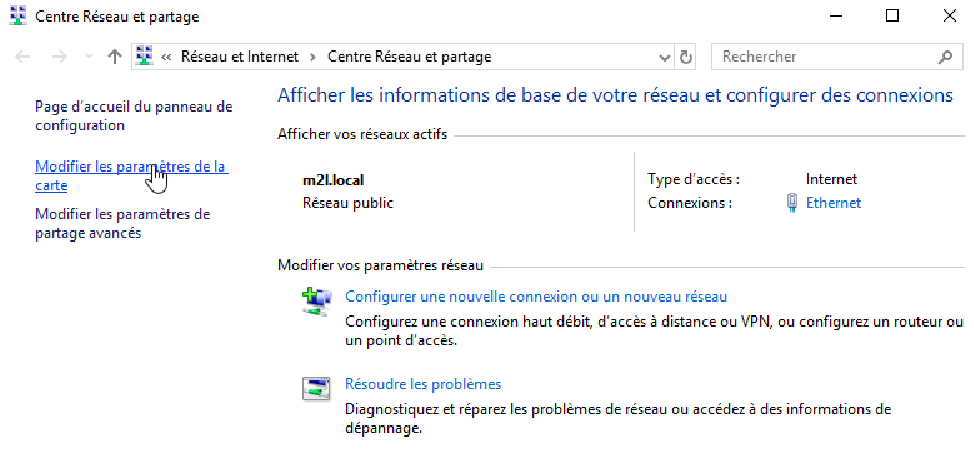 Centre Réseau et partage
« Réseau et Internet › Centre Réseau et partage
Rechercher
Page d'accueil du panneau de
configuration
Modifier les paramètres de la
carte
Modifier les paramètres de
partage avancés
Afficher les informations de base de votre réseau et configurer des connexions
Afficher vos réseaux actifs
m2l.local
Réseau public
Type d'accès : Internet
Connexions : Ethernet
Modifier vos paramètres réseau
Configurer une nouvelle connexion ou un nouveau réseau
Configurez une connexion haut débit, d'accès à distance ou VPN, ou configurez un routeur ou
un point d'accès.
Résoudre les problèmes
Diagnostiquez et réparez les problèmes de réseau ou accédez à des informations de
dépannage.